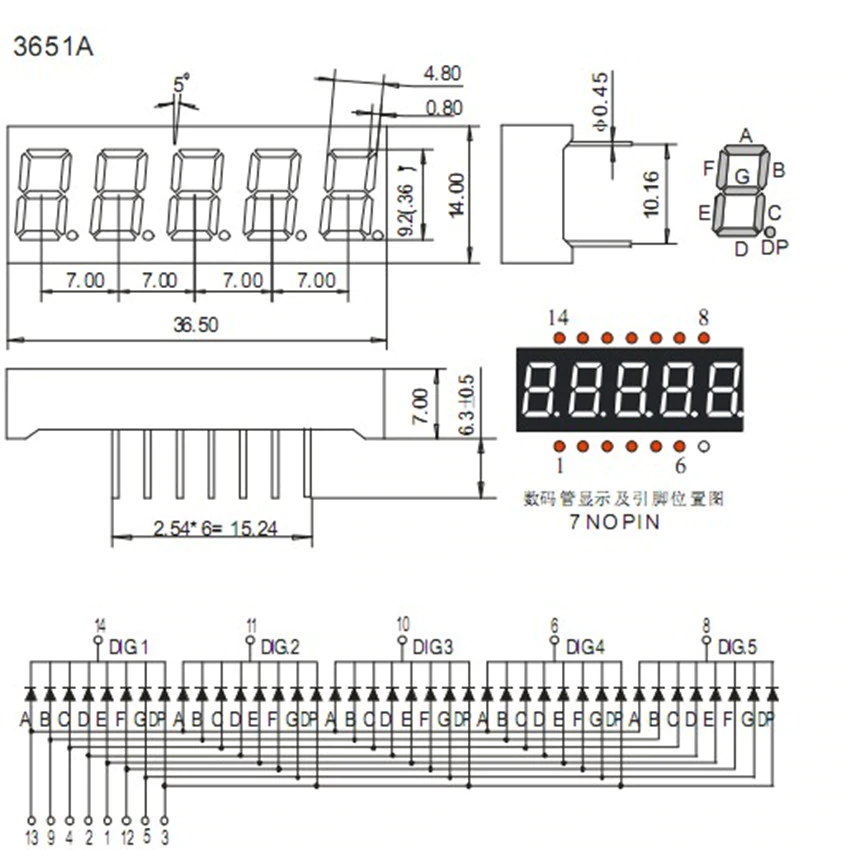 3651A
5°
4.80
0.80
9.2(.36")
14.00
7.00 7.00 7.00 7.00
36.50
Φ0.45
10.16
A
F G B
E C
D DP
14 8
1 6
数码管显示及引脚位置图
7 NO PIN
7.00
6.3±0.5
2.54*6=15.24
14 DIG.1 11 DIG.2 10 DIG.3 6 DIG.4 8 DIG.5
A B C D E F G DP A B C D E F G DP A B C D E F G DP A B C D E F G DP A B C D E F G DP
13 9 4 2 1 12 5 3